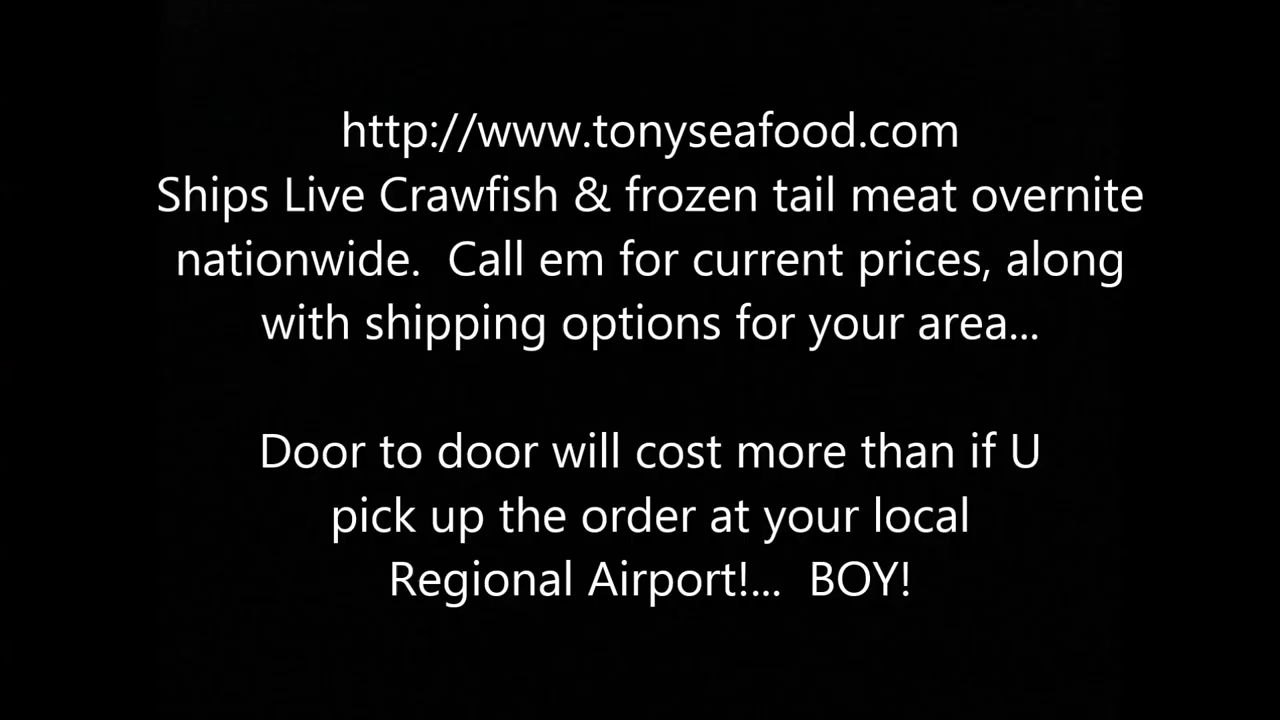 http://www.tonyseafood.com
Ships Live Crawfish & frozen tail meat overnite
nationwide.  Call em for current prices, along
with shipping options for your area...
Door to door will cost more than if U
pick up the order at your local
Regional Airport!...  BOY!